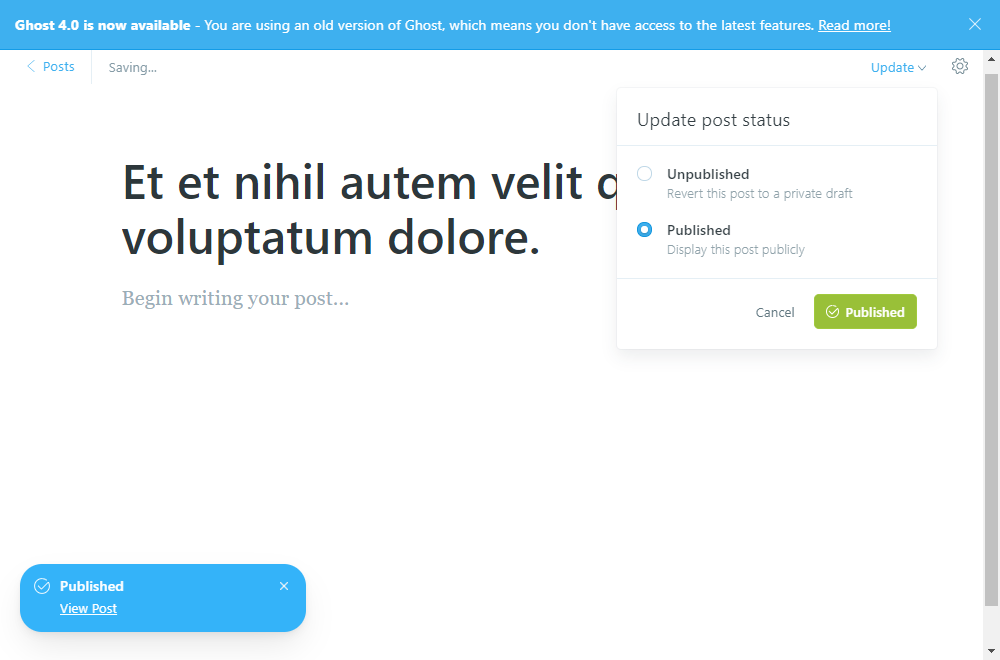 Ghost 4.0 is now available - You are using an old version of Ghost, which means you don't have access to the latest features. Read more!
Posts
Saving...
Update
Update post status
Unpublished
Revert this post to a private draft
Published
Display this post publicly
Cancel
Published
Et et nihil autem velit
voluptatum dolore.
Begin writing your post...
Published
View Post